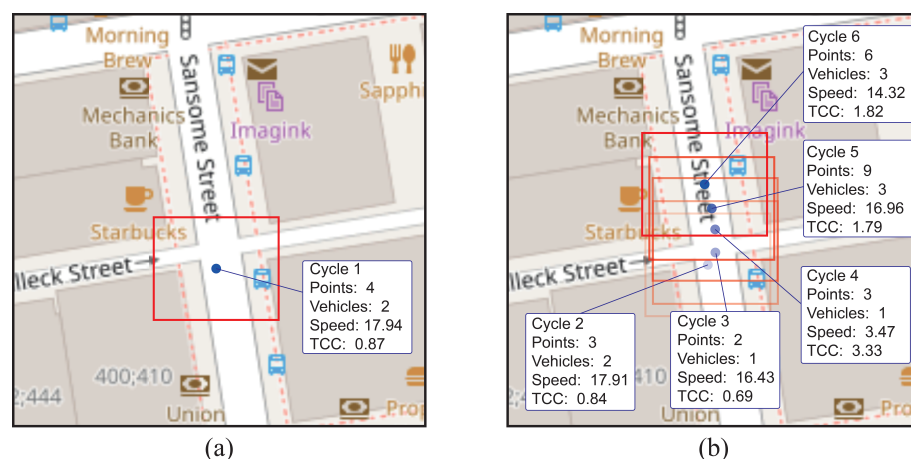 Morning
Brew
Mechanics
Bank
Sansome Street
Imagink
Sapphi
Starbucks
lleck Street
Cycle 1
Points: 4
Vehicles: 2
Speed: 17.94
TCC: 0.87
400;410
2;444
Union
Prop
(a)
Morning
Brew
Mechanics
Bank
Sansome Street
Imagink
Starbucks
lleck Street
Cycle 6
Points: 6
Vehicles: 3
Speed: 14.32
TCC: 1.82
Cycle 5
Points: 9
Vehicles: 3
Speed: 16.96
TCC: 1.79
Cycle 4
Points: 3
Vehicles: 1
Speed: 3.47
TCC: 3.33
Cycle 2
Points: 3
Vehicles: 2
Speed: 17.91
TCC: 0.84
Cycle 3
Points: 2
Vehicles: 1
Speed: 16.43
TCC: 0.69
410
Union
Prop
(b)